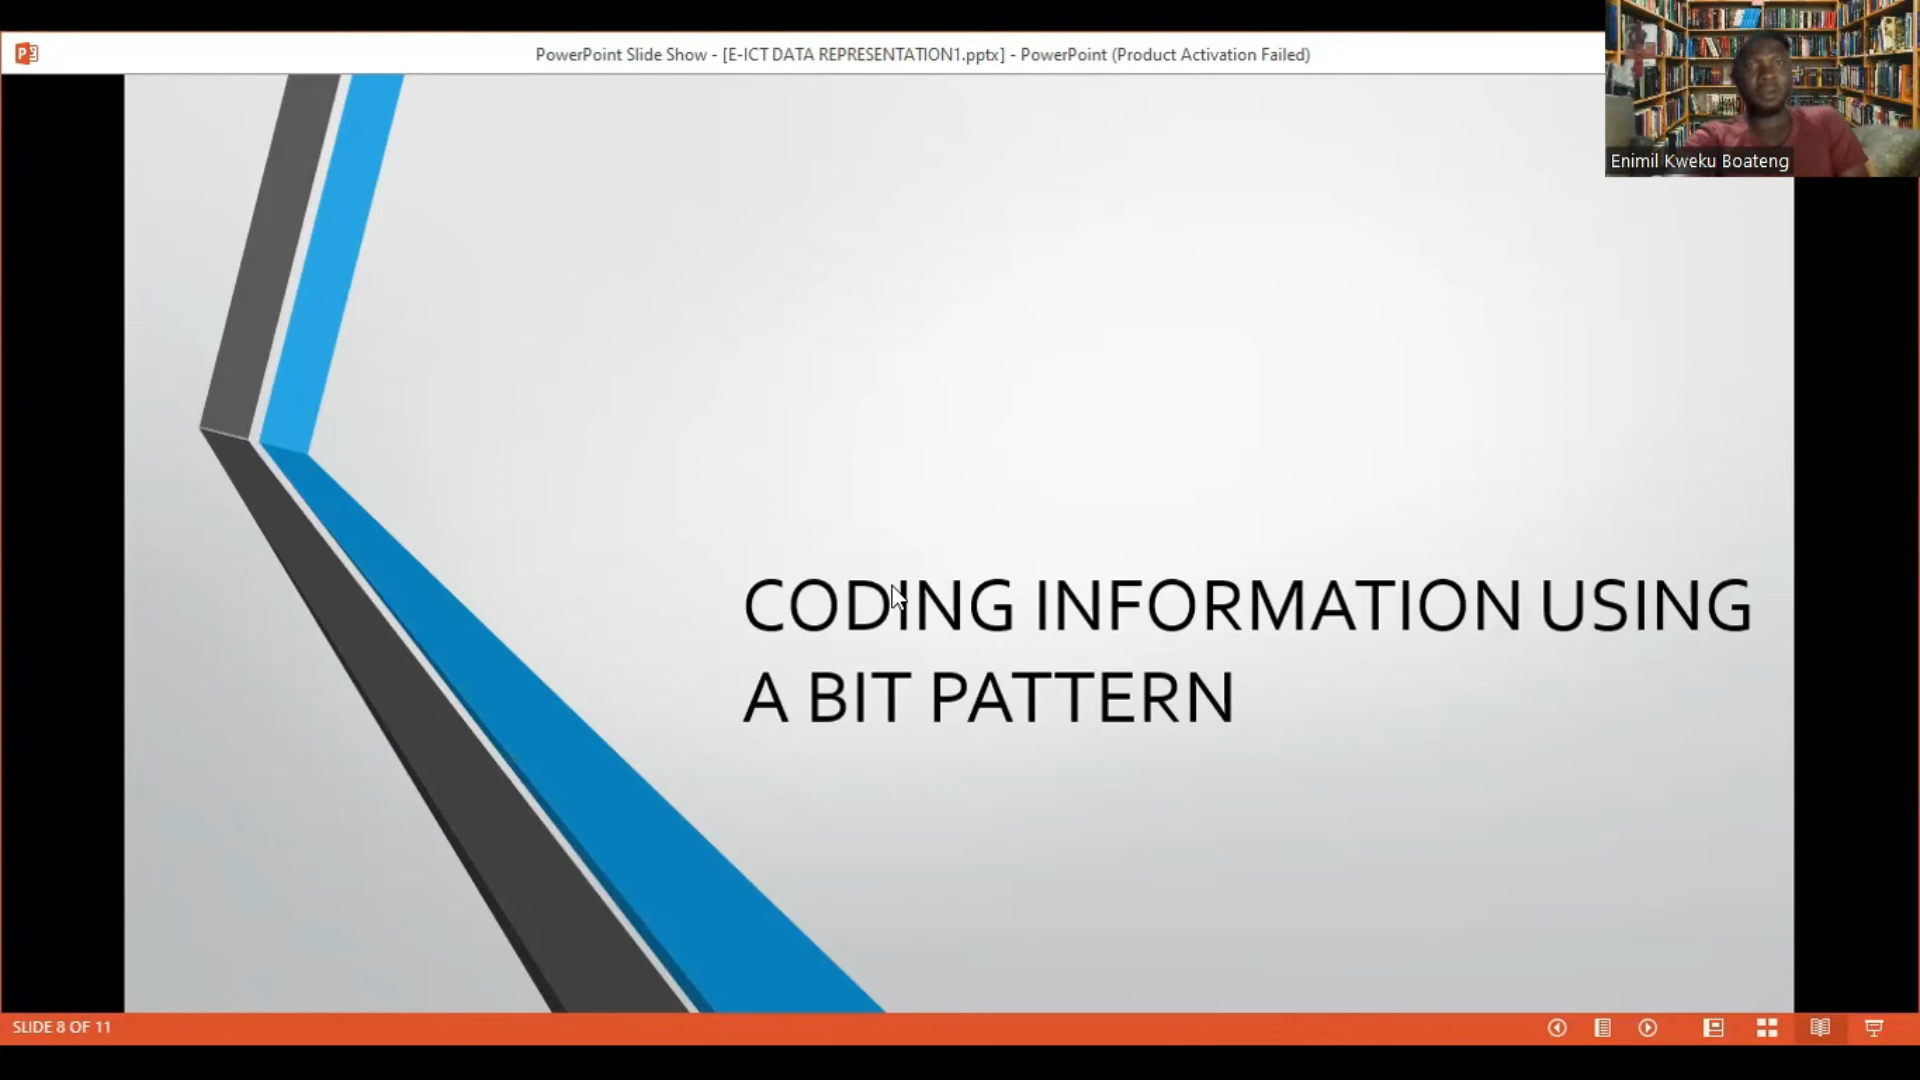 PowerPoint Slide Show - [E-ICT DATA REPRESENTATION1.pptx] - PowerPoint (Product Activation Failed)
Enimil Kweku Boateng
CODING INFORMATION USING
A BIT PATTERN
SLIDE 8 OF 11